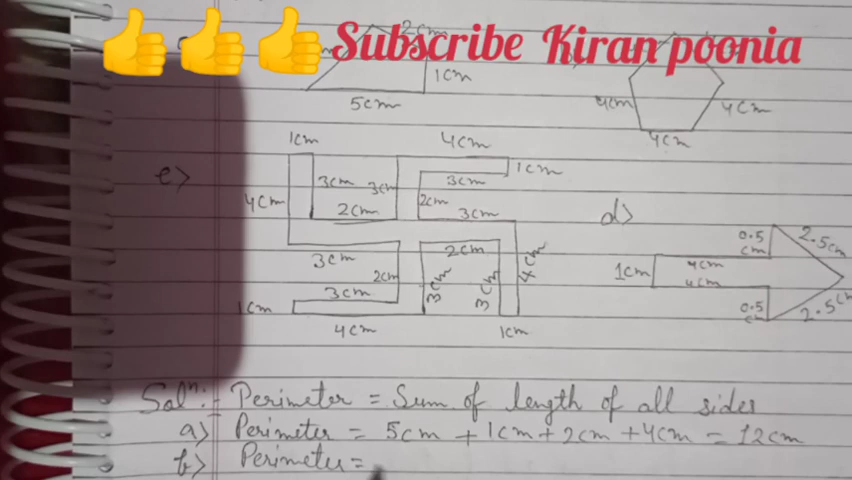 👍👍👍Subscribe Kiran poonia
2cm
1cm
5cm
4cm
4cm
4cm
e>
1cm
4cm
1cm
3cm
3cm
3cm
4cm
2cm
2cm
3cm
3cm
2cm
2cm
3cm
3cm
3cm
4cm
1cm
4cm
1cm
d>
0.5
cm
2.5cm
4cm
1cm
4cm
0.5
cm
2.5cm
Solⁿ:- Perimeter = Sum of length of all sides
a> Perimeter = 5cm + 1cm + 2cm + 4cm = 12cm
b> Perimeter =